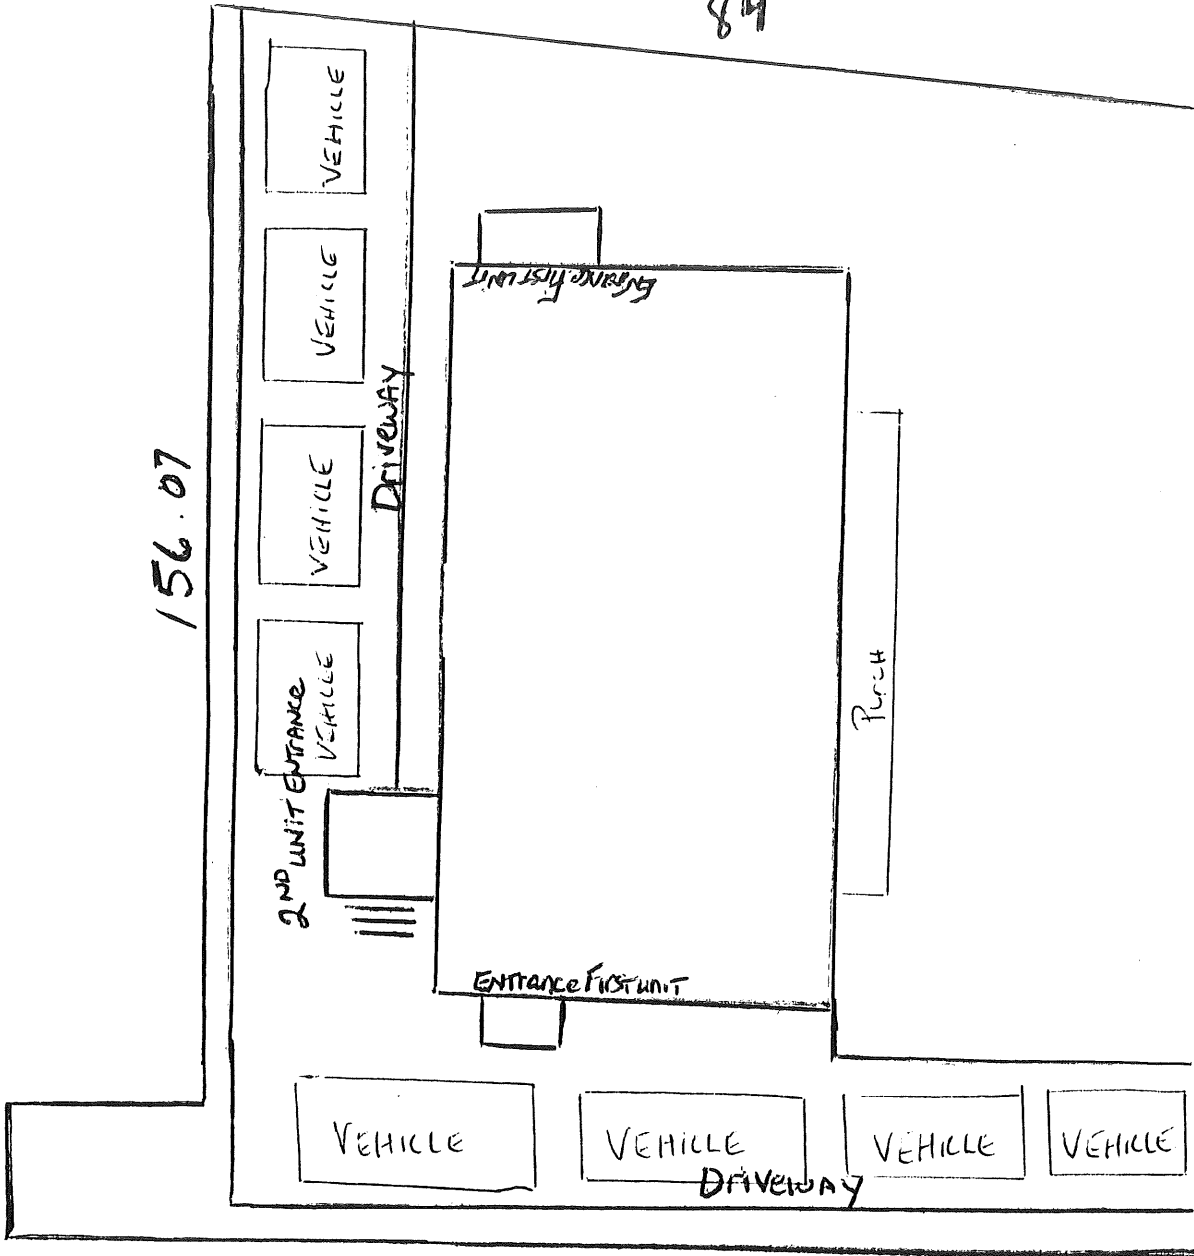 84
VEHICLE
VEHICLE
ENTRANCE FIRST UNIT
Driveway
156.07
VEHICLE
VEHICLE
2ND UNIT ENTRANCE
PORCH
ENTrance FIRST UNIT
VEHICLE
VEHICLE
VEHICLE
VEHICLE
DriveWAY